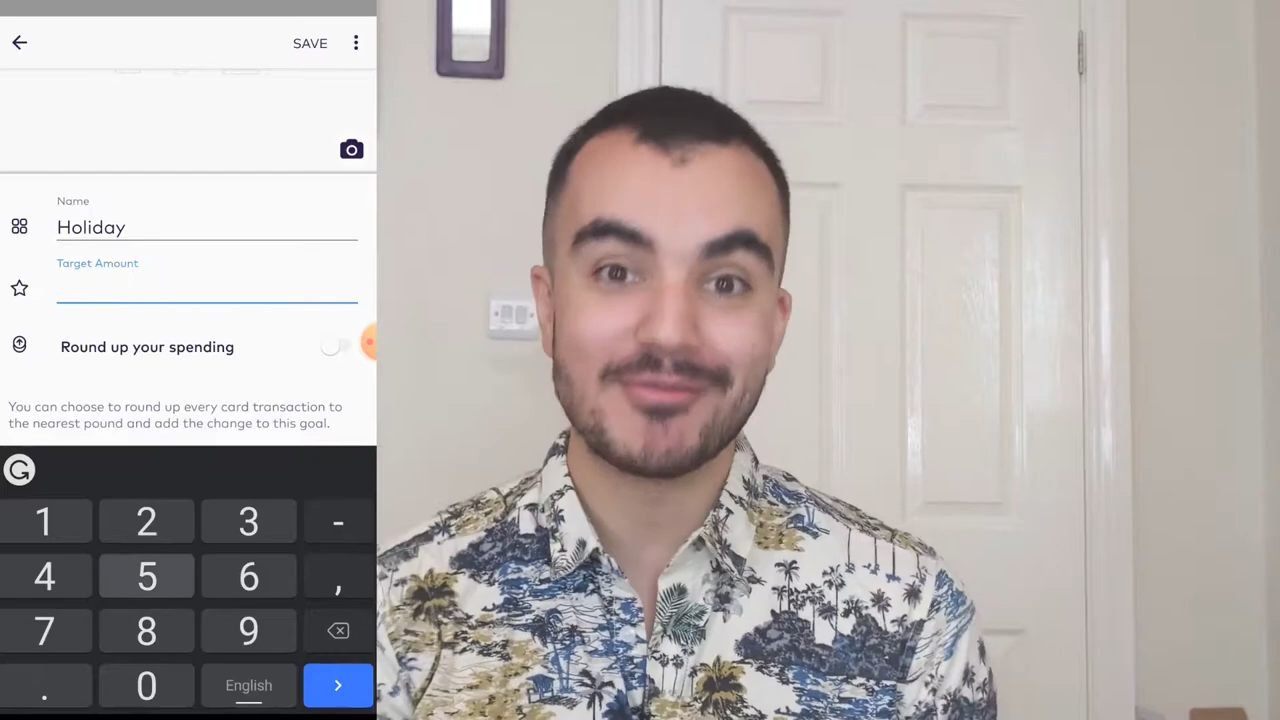 SAVE
Name
Holiday
Target Amount
Round up your spending
You can choose to round up every card transaction to
the nearest pound and add the change to this goal.
1 2 3 -
4 5 6 ,
7 8 9
. 0 English